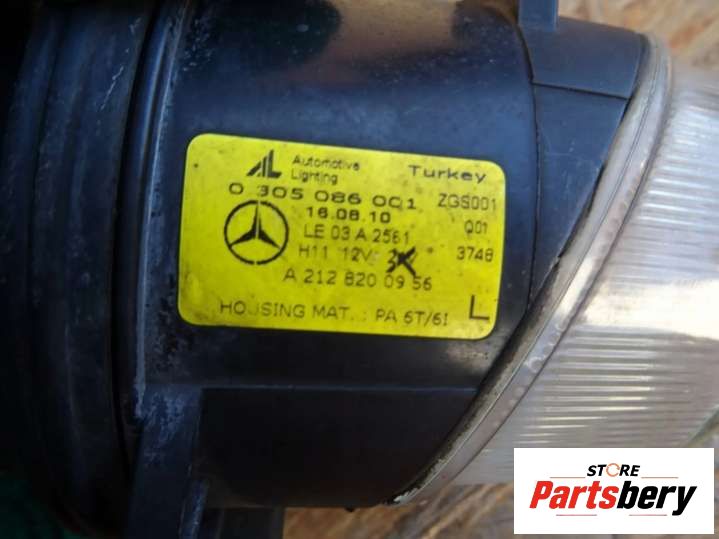 AL Automotive Lighting Turkey
0 305 086 001 ZGS001
16.08.10 Q01
LE 03 A 2561 3748
H11 12V
A 212 820 09 56
HOUSING MAT. : PA 6T/6I L
STORE
Partsbery